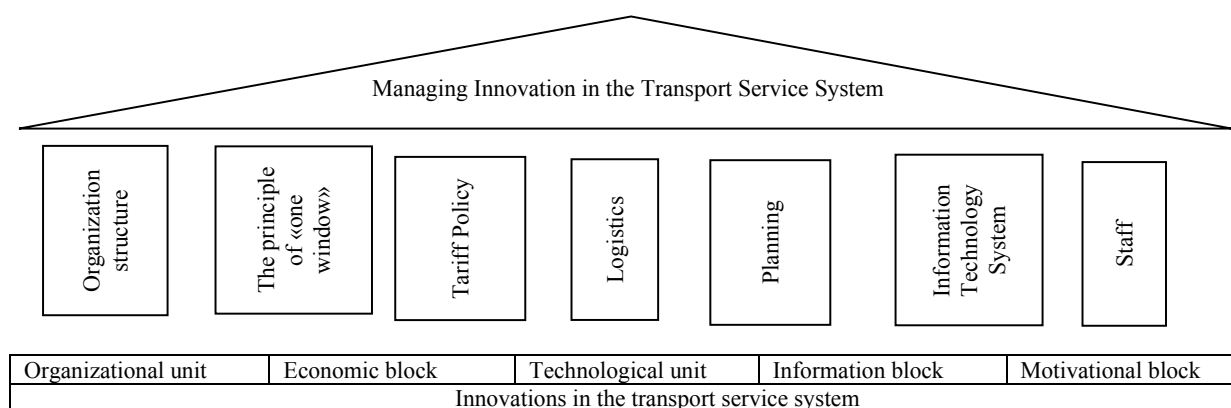 Managing Innovation in the Transport Service System
Organization
structure
The principle
of «one
window»
Tariff Policy
Logistics
Planning
Information
Technology
System
Staff
Organizational unit
Economic block
Technological unit
Information block
Motivational block
Innovations in the transport service system